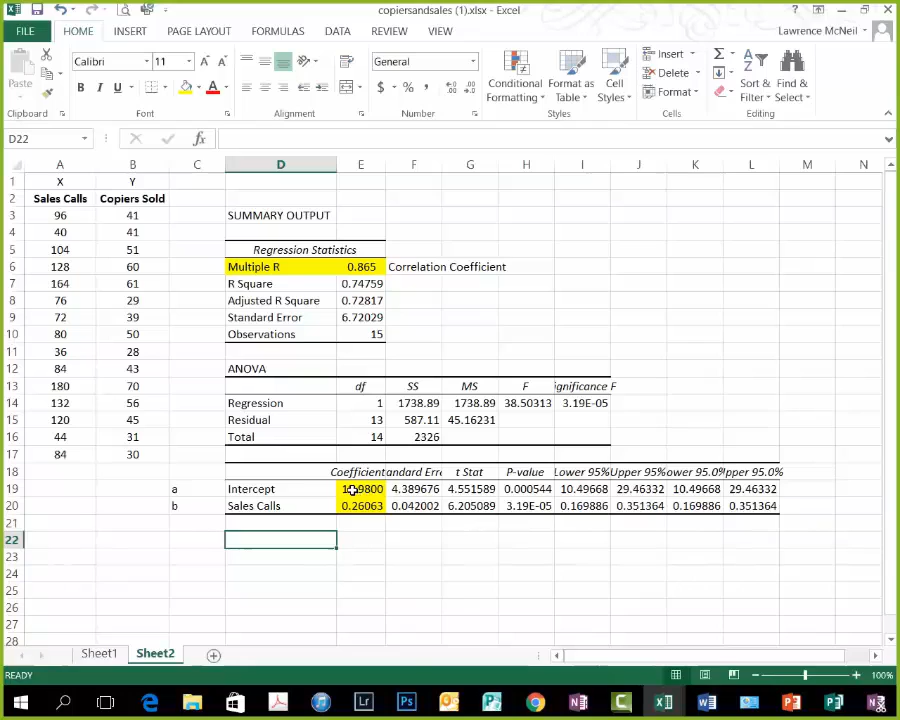 copiersandsales (1).xlsx - Excel
FILE HOME INSERT PAGE LAYOUT FORMULAS DATA REVIEW VIEW Lawrence McNeil
Calibri 11 General Insert
Paste B I U A $ % , Conditional Format as Cell Delete Sort & Find &
Formatting Table Styles Format Filter Select
Clipboard Font Alignment Number Styles Cells Editing
D22 fx
A B C D E F G H I J K L M N
1 X Y
2 Sales Calls Copiers Sold
3 96 41 SUMMARY OUTPUT
4 40 41
5 104 51 Regression Statistics
6 128 60 Multiple R 0.865 Correlation Coefficient
7 164 61 R Square 0.74759
8 76 29 Adjusted R Square 0.72817
9 72 39 Standard Error 6.72029
10 80 50 Observations 15
11 36 28
12 84 43 ANOVA
13 180 70 df SS MS F ignificance F
14 132 56 Regression 1 1738.89 1738.89 38.50313 3.19E-05
15 120 45 Residual 13 587.11 45.16231
16 44 31 Total 14 2326
17 84 30
18 Coefficient tandard Erro t Stat P-value Lower 95% Upper 95% ower 95.0% Upper 95.0%
19 a Intercept 4.389676 4.551589 0.000544 10.49668 29.46332 10.49668 29.46332
20 b Sales Calls 0.26063 0.042002 6.205089 3.19E-05 0.169886 0.351364 0.169886 0.351364
21
22
23
24
25
26
27
28
Sheet1 Sheet2
READY 100%